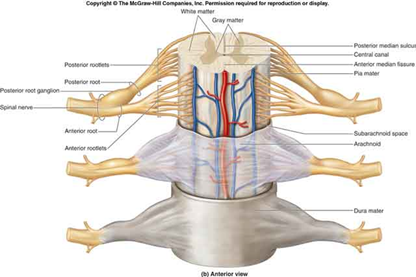 Copyright © The McGraw-Hill Companies, Inc. Permission required for reproduction or display.
White matter
Gray matter
Posterior median sulcus
Central canal
Anterior median fissure
Pia mater
Posterior rootlets
Posterior root
Posterior root ganglion
Spinal nerve
Anterior root
Anterior rootlets
Subarachnoid space
Arachnoid
Dura mater
(b) Anterior view